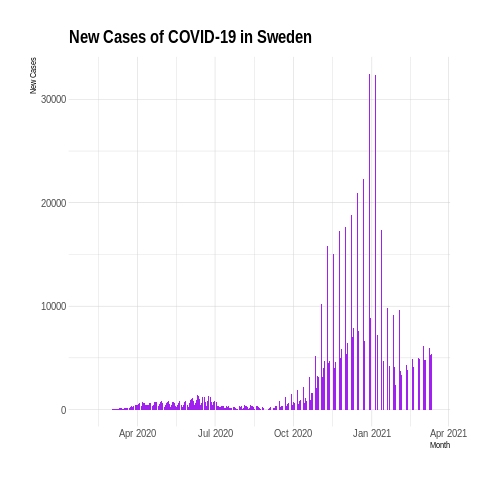 New Cases of COVID-19 in Sweden
New Cases
30000
20000
10000
0
Apr 2020
Jul 2020
Oct 2020
Jan 2021
Apr 2021
Month